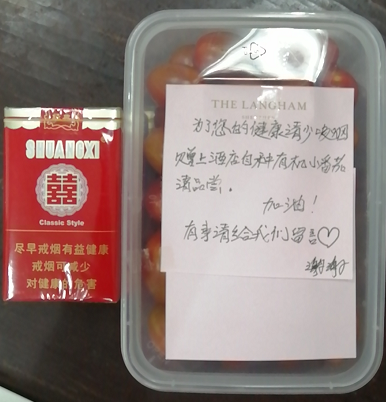 SHUANGXI
囍
Classic Style
尽早戒烟有益健康
戒烟可减少
对健康的危害
THE LANGHAM
为了您的健康请少吸烟
赠上酒店自种有机小番茄
请品尝。
加油!
有事请多给我们留言♡
谢谢